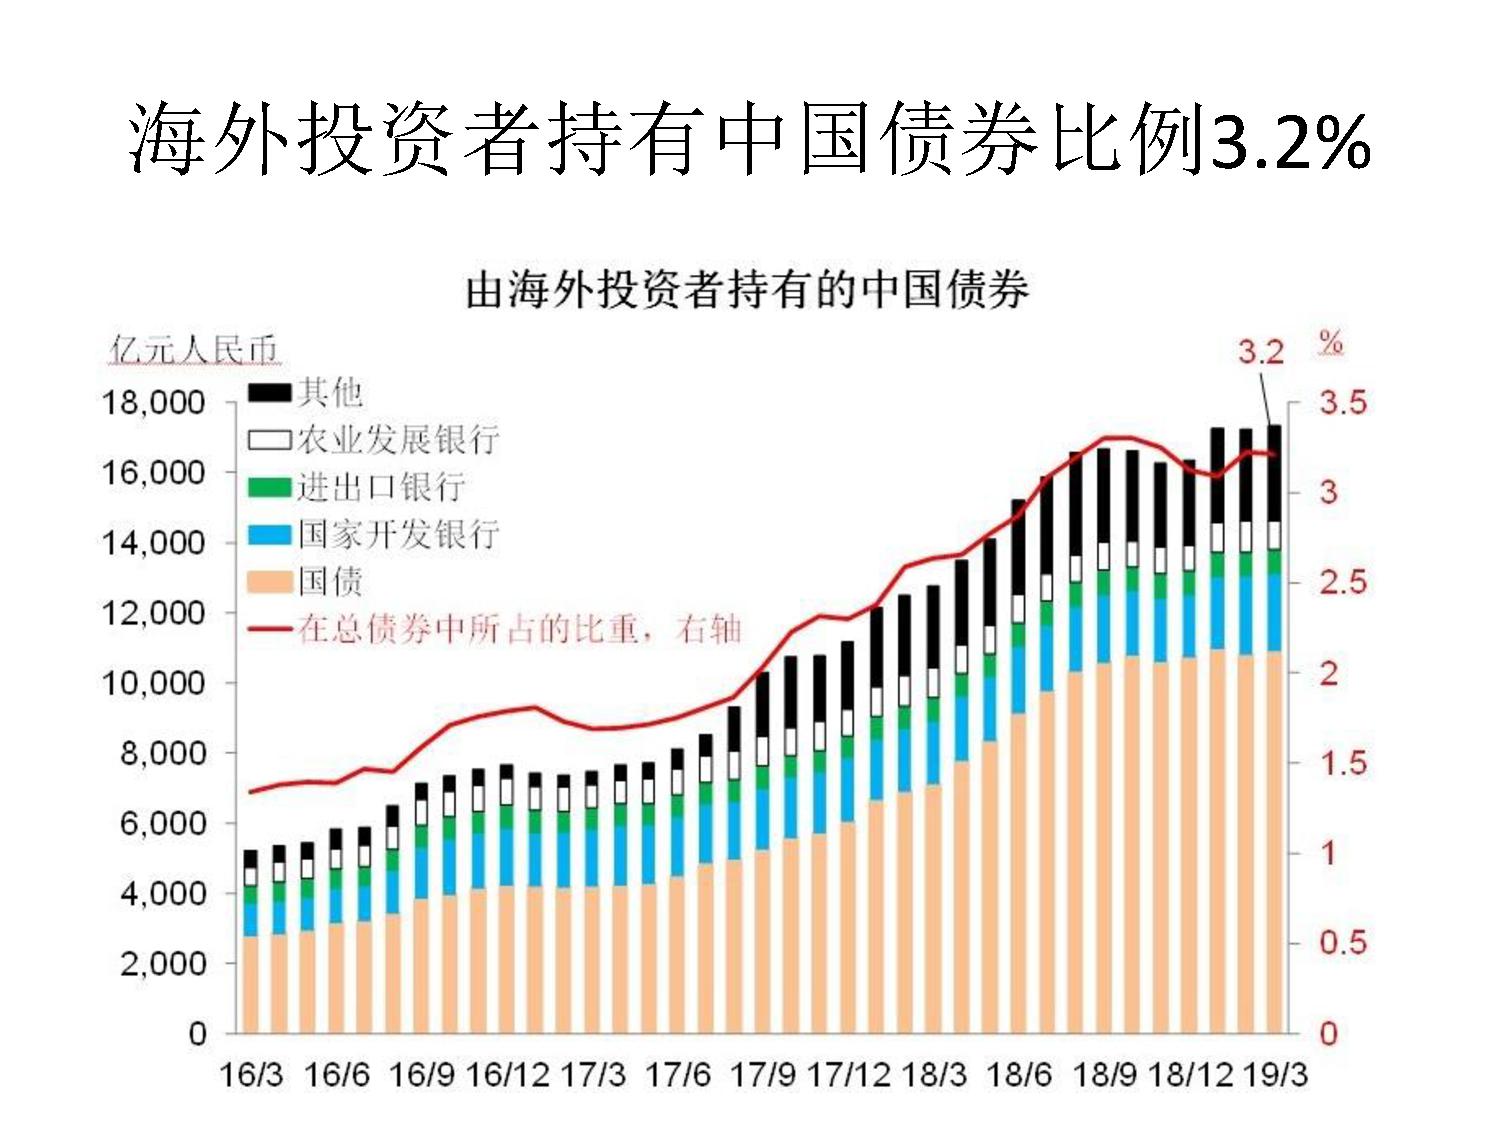 海外投资者持有中国债券比例3.2%
由海外投资者持有的中国债券
亿元人民币
%
3.2
其他
农业发展银行
进出口银行
国家开发银行
国债
在总债券中所占的比重，右轴
18,000
16,000
14,000
12,000
10,000
8,000
6,000
4,000
2,000
0
3.5
3
2.5
2
1.5
1
0.5
0
16/3 16/6 16/9 16/12 17/3 17/6 17/9 17/12 18/3 18/6 18/9 18/12 19/3